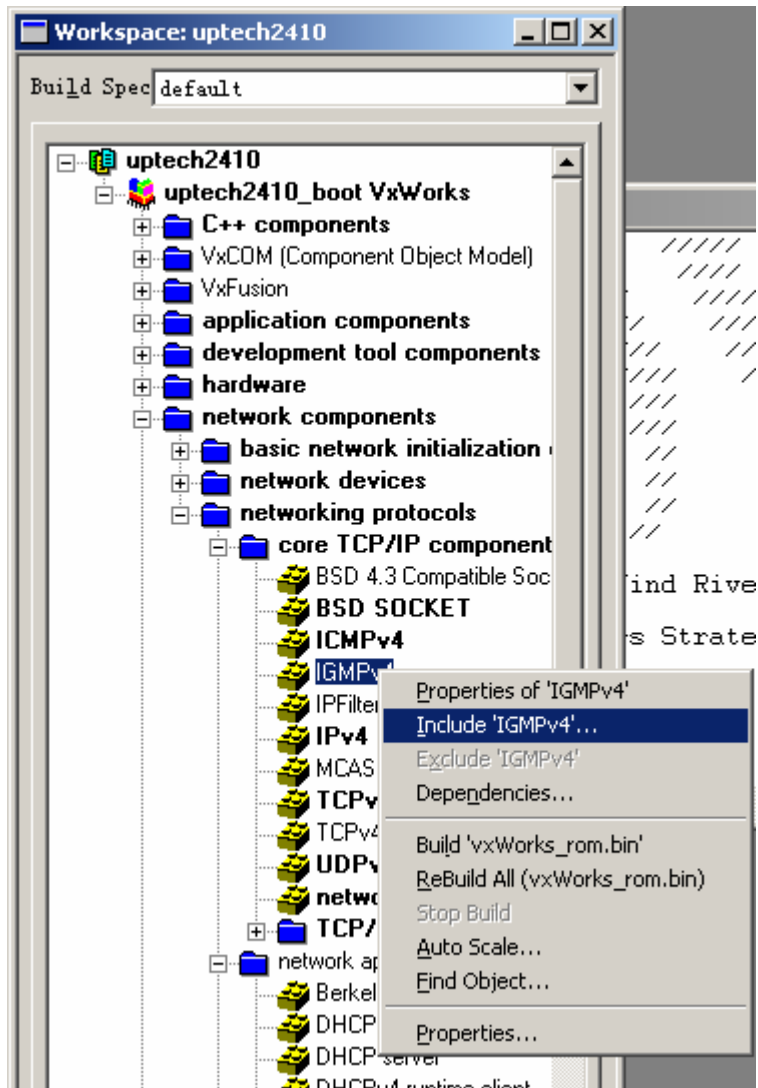 Workspace: uptech2410
Build Spec default
uptech2410
uptech2410_boot VxWorks
C++ components
VxCOM (Component Object Model)
VxFusion
application components
development tool components
hardware
network components
basic network initialization
network devices
networking protocols
core TCP/IP component
BSD 4.3 Compatible Soc
BSD SOCKET
ICMPv4
IGMPv4
IPFilter
IPv4
MCAS
TCPv
TCPv4
UDPv
netwo
TCP/
network ap
Berkel
DHCP
DHCP server
DHCPv4 runtime client
Properties of 'IGMPv4'
Include 'IGMPv4'...
Exclude 'IGMPv4'
Dependencies...
Build 'vxWorks_rom.bin'
ReBuild All (vxWorks_rom.bin)
Stop Build
Auto Scale...
Find Object...
Properties...
ind Rive
s Strate